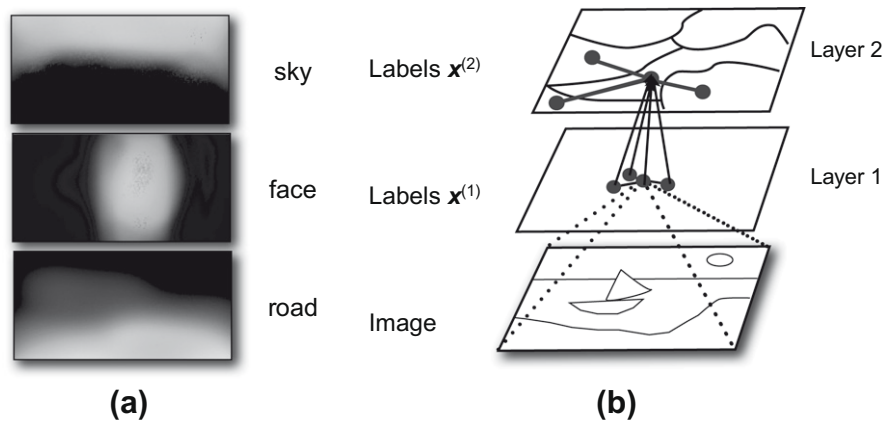 sky
face
road
(a)
Labels x(2)
Layer 2
Labels x(1)
Layer 1
Image
(b)